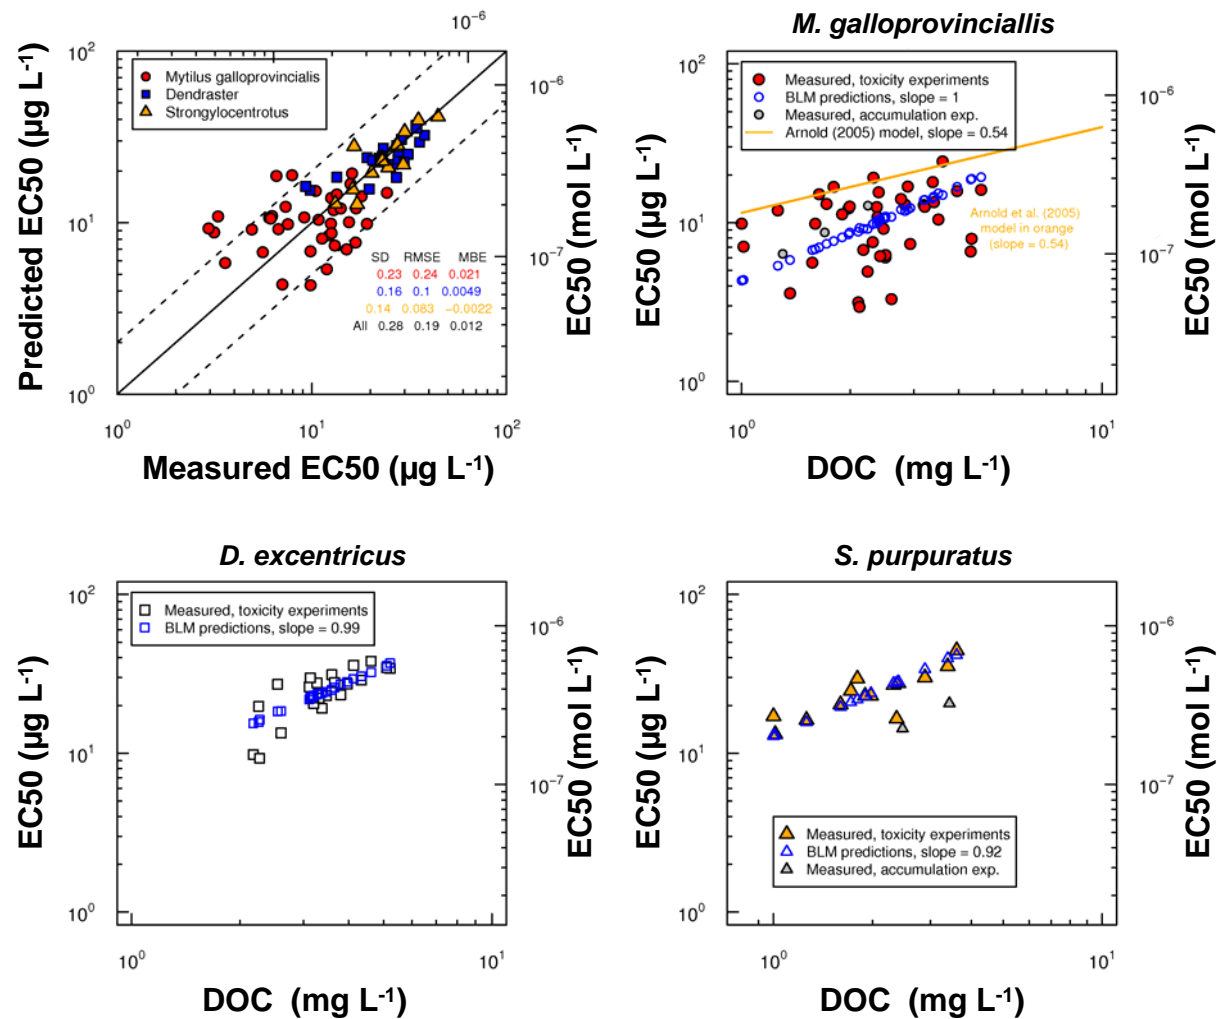 10⁻⁶
10²
10¹
10⁰
Predicted EC50 (µg L⁻¹)
Mytilus galloprovincialis
Dendraster
Strongylocentrotus
SD RMSE MBE
0.23 0.24 0.021
0.16 0.1 0.0049
0.14 0.083 −0.0022
All 0.28 0.19 0.012
10⁻⁶
10⁻⁷
EC50 (mol L⁻¹)
10⁰ 10¹ 10²
Measured EC50 (µg L⁻¹)
M. galloprovinciallis
10²
10¹
10⁰
EC50 (µg L⁻¹)
Measured, toxicity experiments
BLM predictions, slope = 1
Measured, accumulation exp.
Arnold (2005) model, slope = 0.54
Arnold et al. (2005)
model in orange
(slope = 0.54)
10⁻⁶
10⁻⁷
EC50 (mol L⁻¹)
10⁰ 10¹
DOC (mg L⁻¹)
D. excentricus
10²
10¹
10⁰
EC50 (µg L⁻¹)
Measured, toxicity experiments
BLM predictions, slope = 0.99
10⁻⁶
10⁻⁷
EC50 (mol L⁻¹)
10⁰ 10¹
DOC (mg L⁻¹)
S. purpuratus
10²
10¹
10⁰
EC50 (µg L⁻¹)
Measured, toxicity experiments
BLM predictions, slope = 0.92
Measured, accumulation exp.
10⁻⁶
10⁻⁷
EC50 (mol L⁻¹)
10⁰ 10¹
DOC (mg L⁻¹)